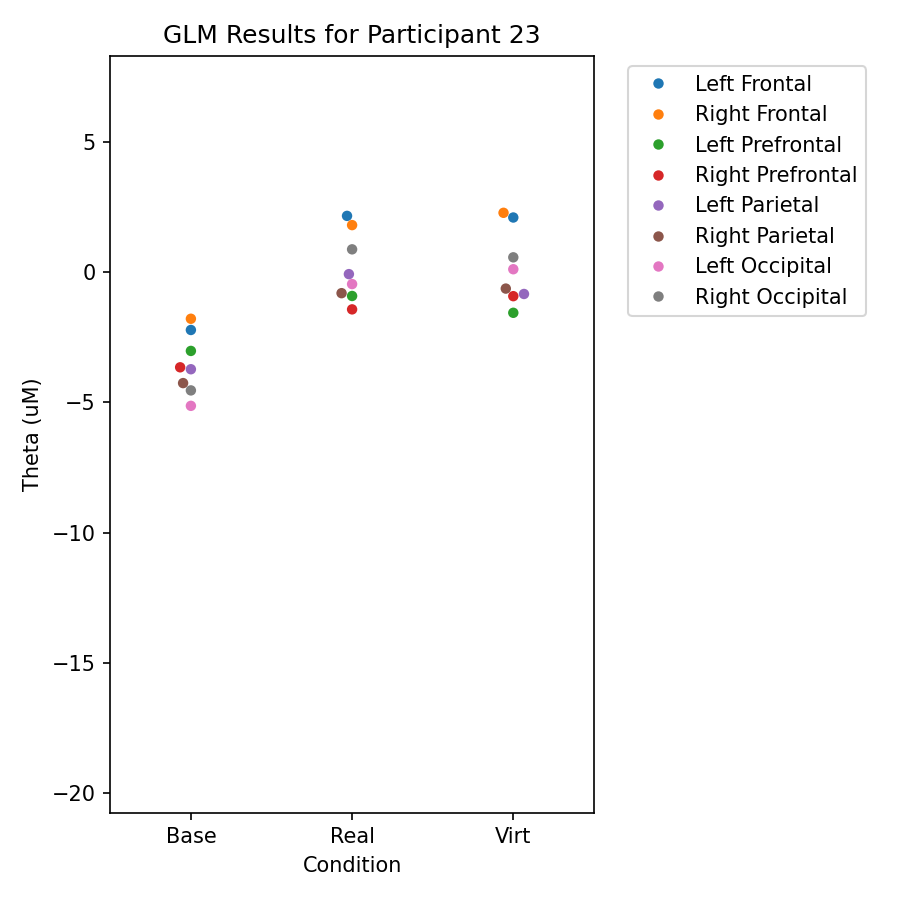 GLM Results for Participant 23
Left Frontal
Right Frontal
Left Prefrontal
Right Prefrontal
Left Parietal
Right Parietal
Left Occipital
Right Occipital
5
0
−5
−10
−15
−20
Theta (uM)
Base Real Virt
Condition